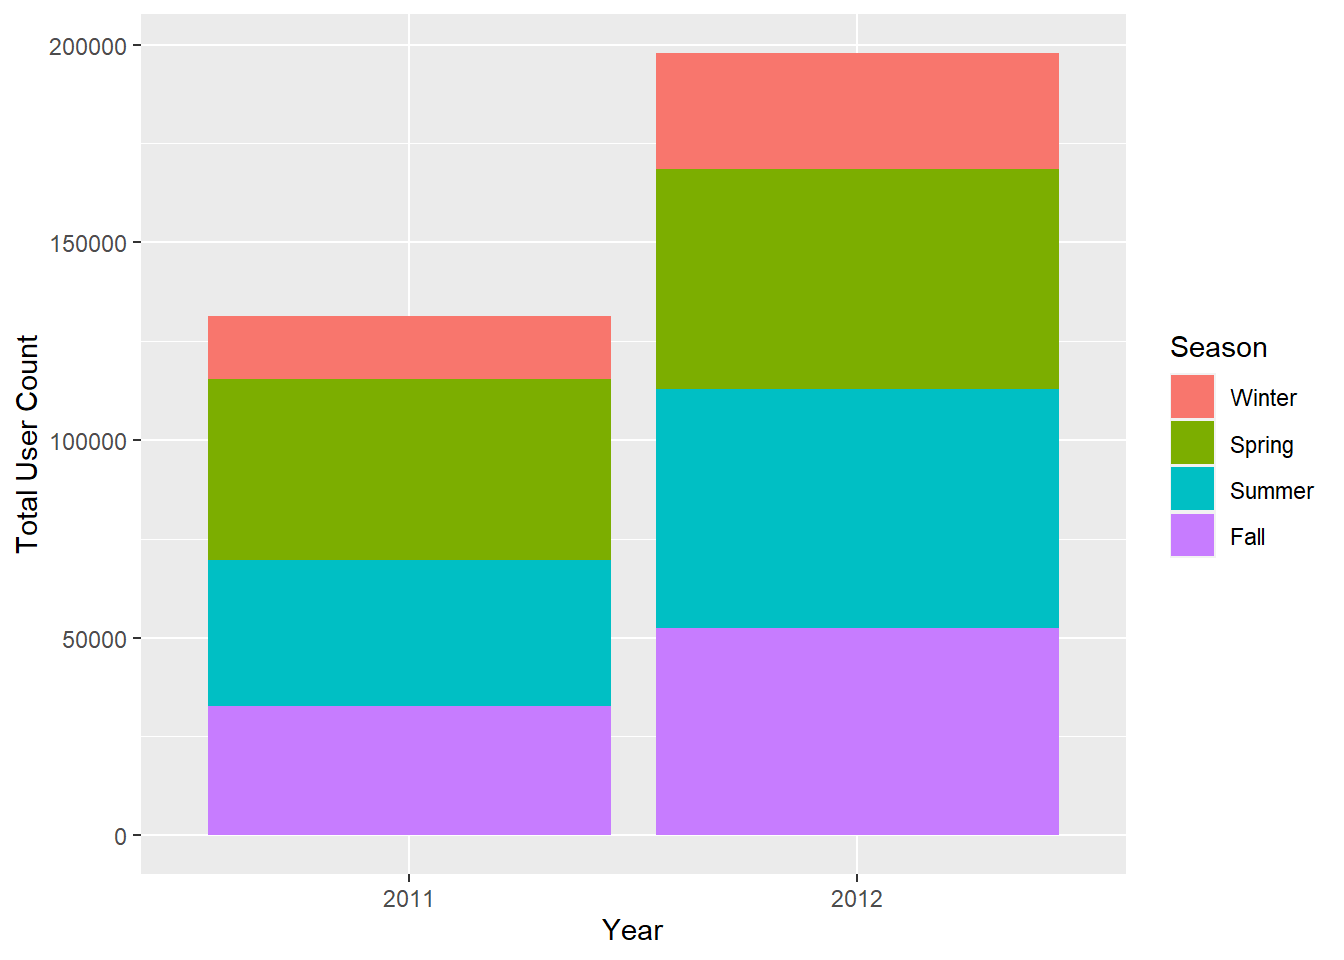 200000
150000
100000
50000
0
Total User Count
2011
2012
Year
Season
Winter
Spring
Summer
Fall